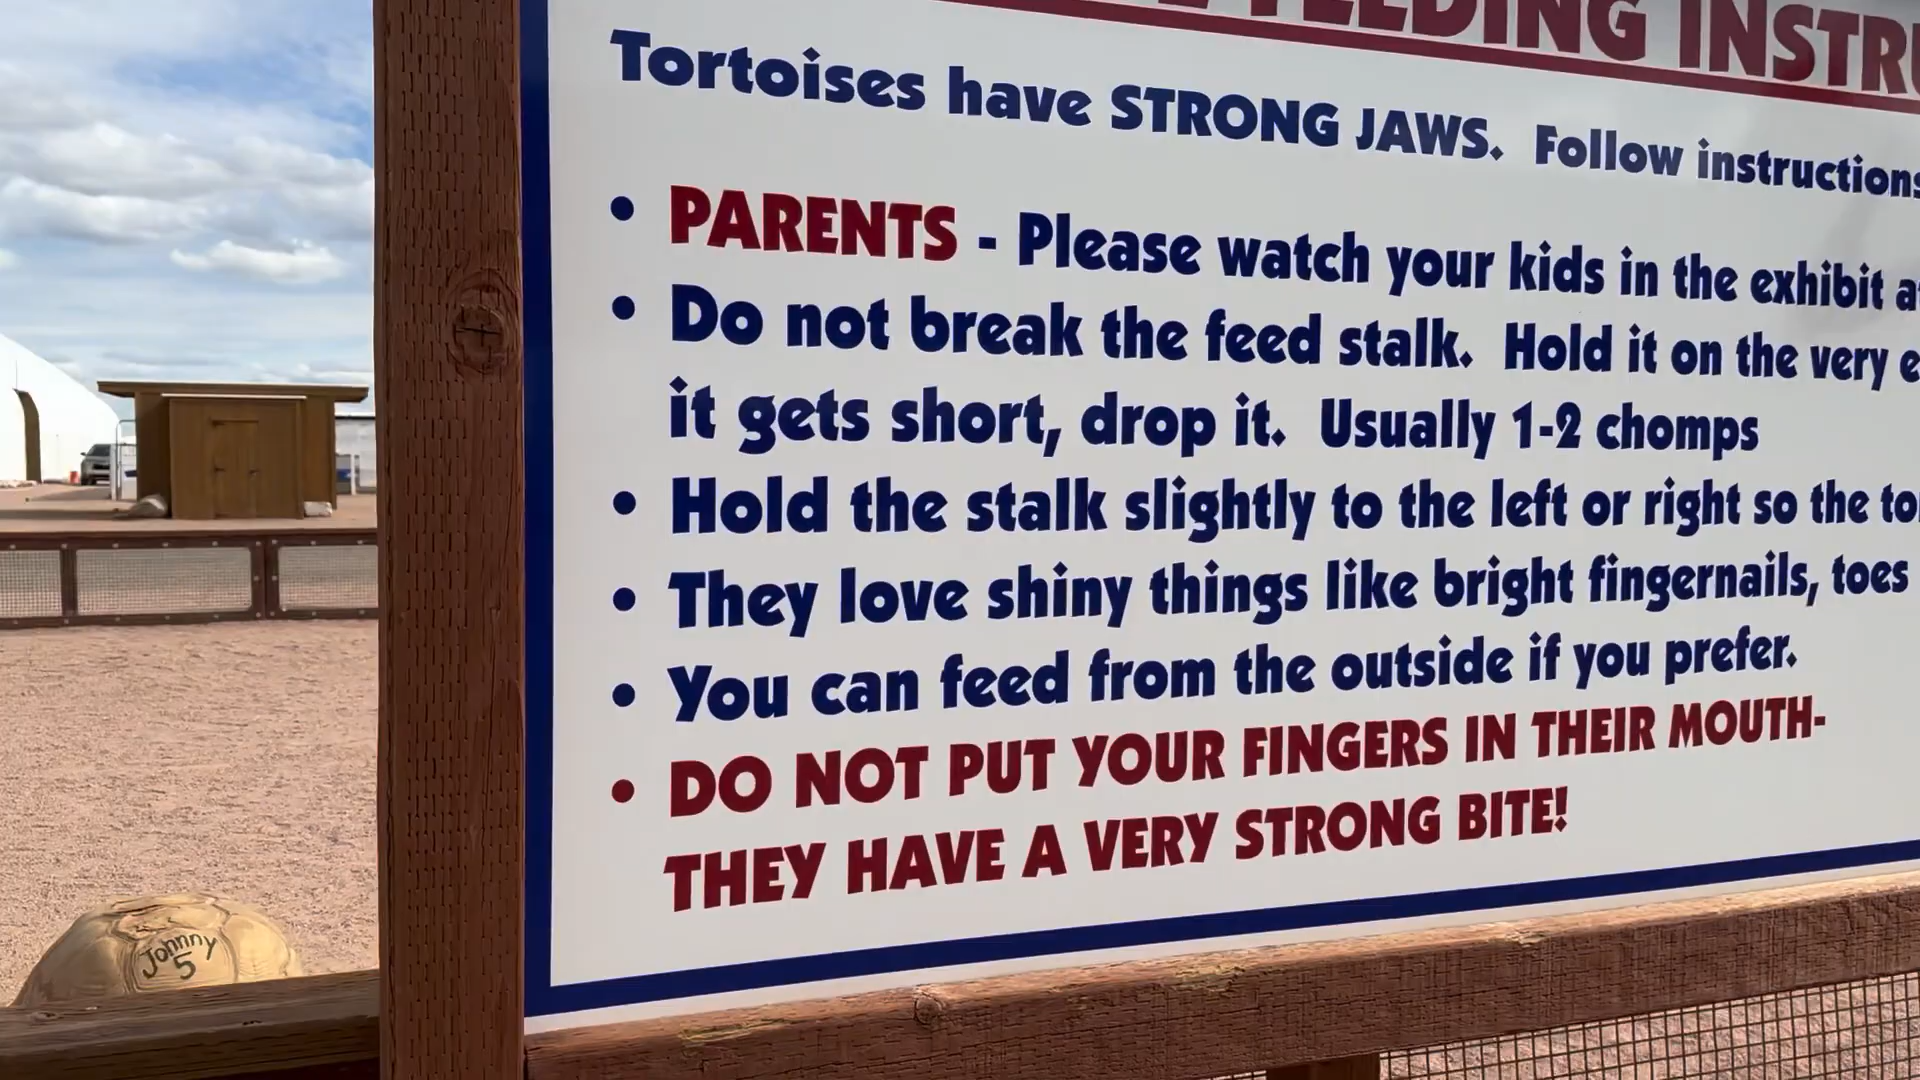 FEEDING INSTRU
Tortoises have STRONG JAWS. Follow instructions
• PARENTS - Please watch your kids in the exhibit a
• Do not break the feed stalk. Hold it on the very e
it gets short, drop it. Usually 1-2 chomps
• Hold the stalk slightly to the left or right so the to
• They love shiny things like bright fingernails, toes
• You can feed from the outside if you prefer.
• DO NOT PUT YOUR FINGERS IN THEIR MOUTH-
THEY HAVE A VERY STRONG BITE!
Johnny
5